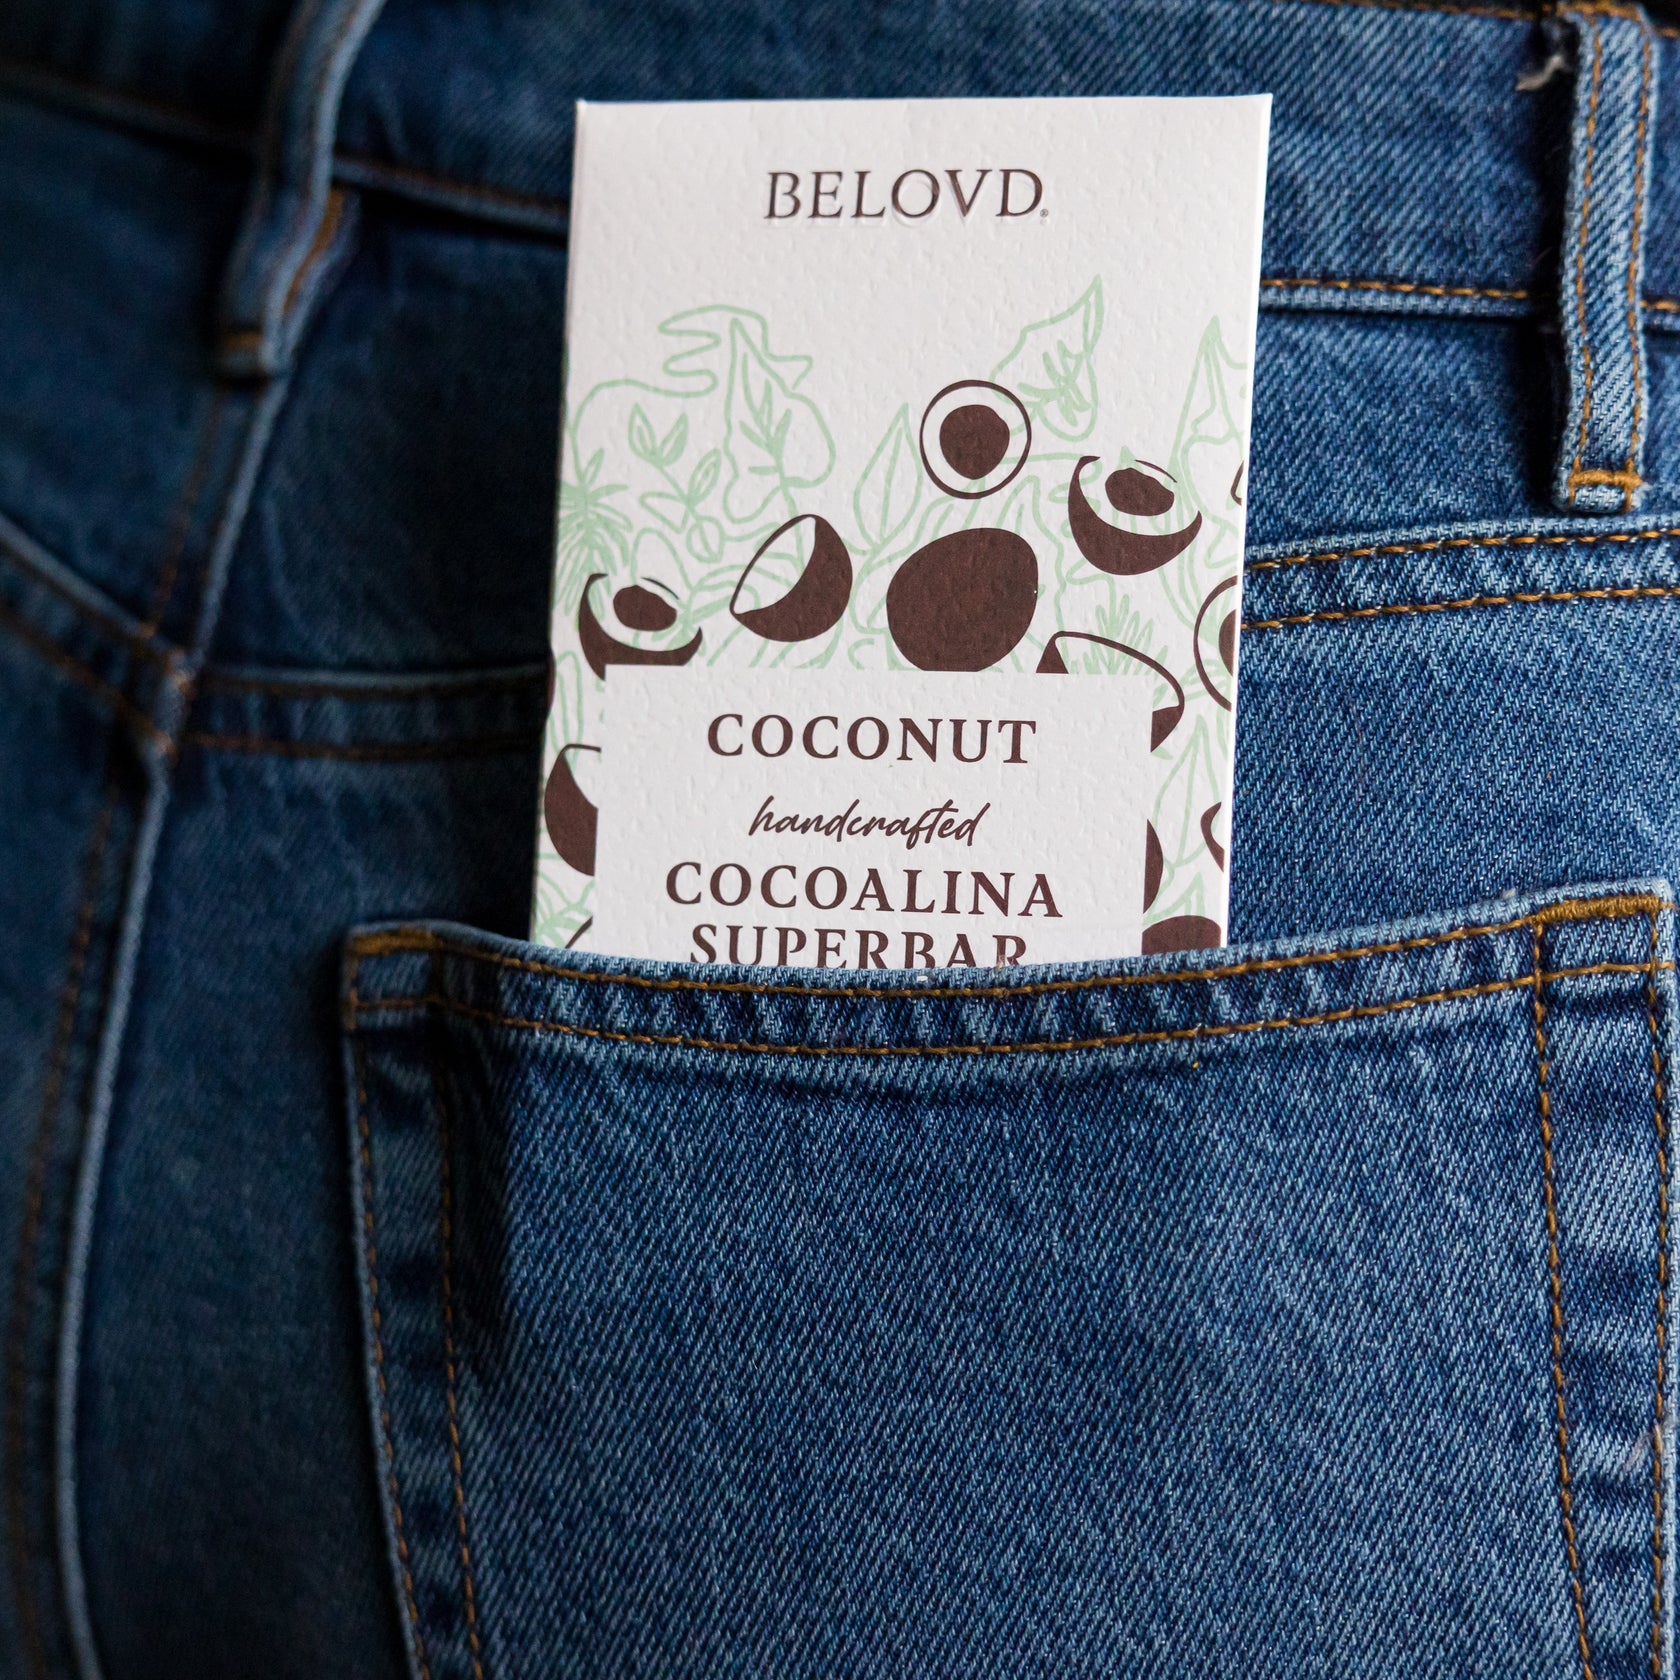 BELOVD®
COCONUT
handcrafted
COCOALINA
SUPERBAR